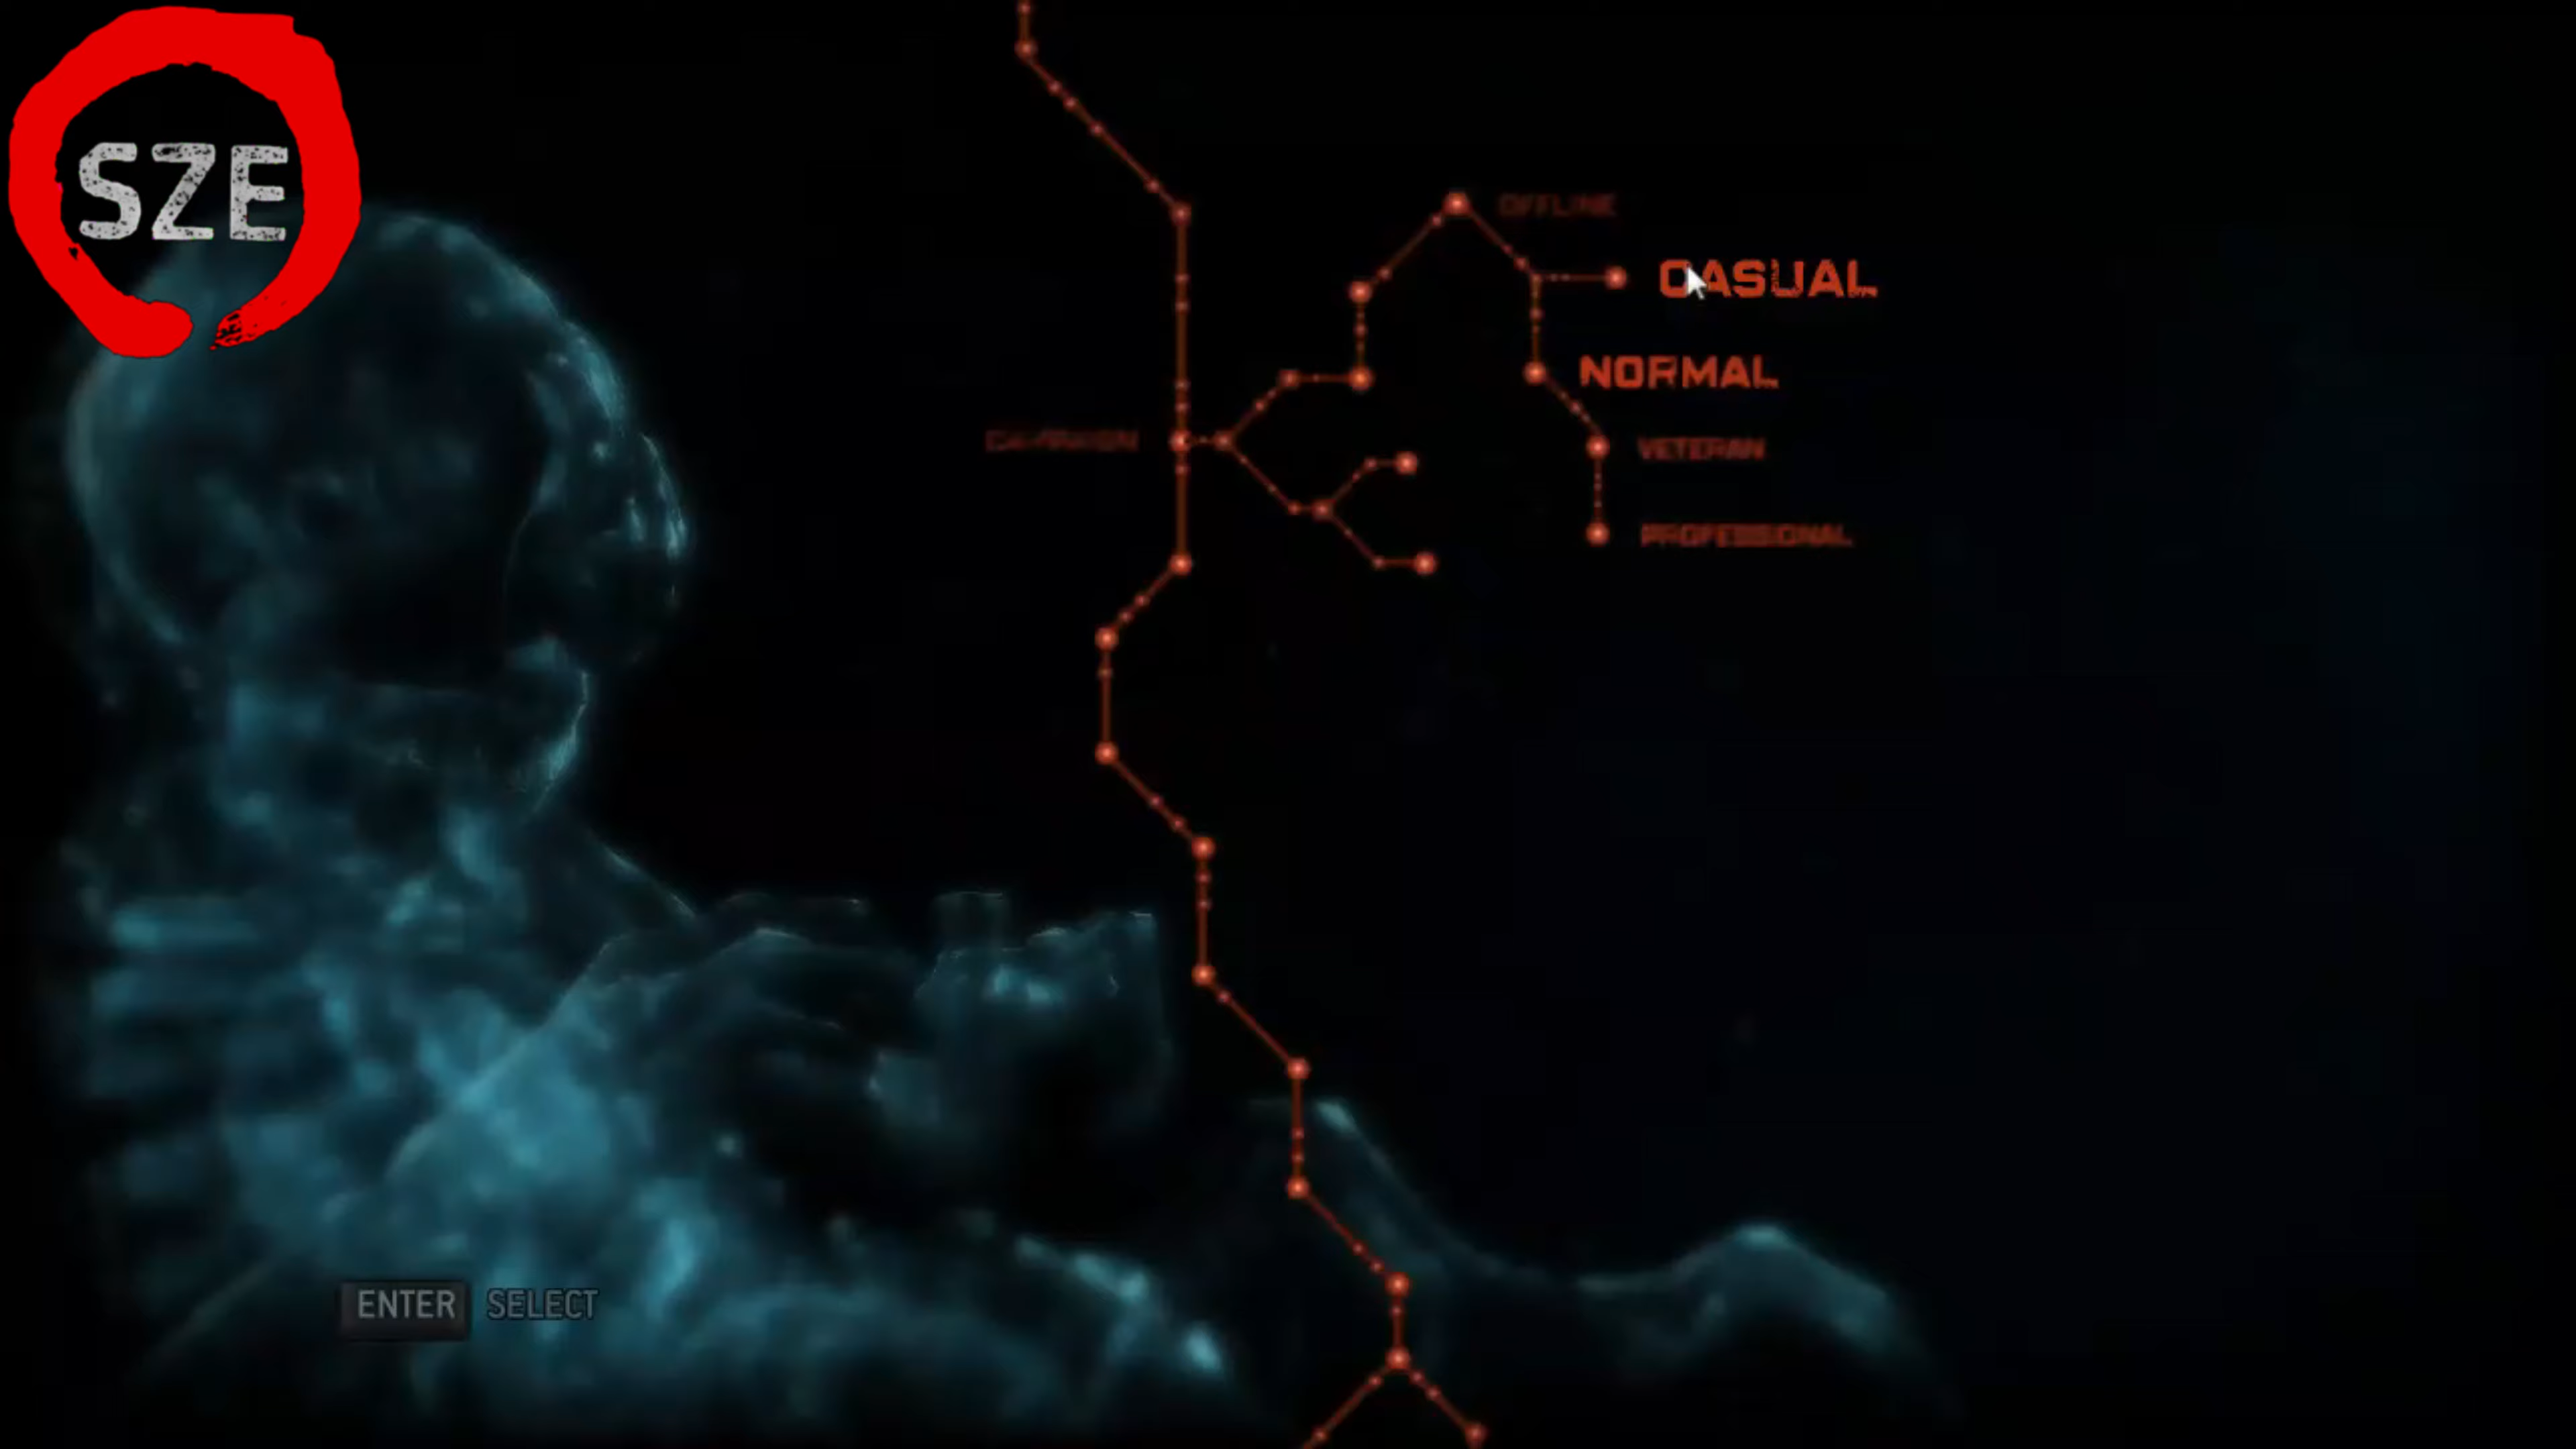 SZE
OFFLINE
CASUAL
NORMAL
CAMPAIGN
VETERAN
PROFESSIONAL
ENTER SELECT